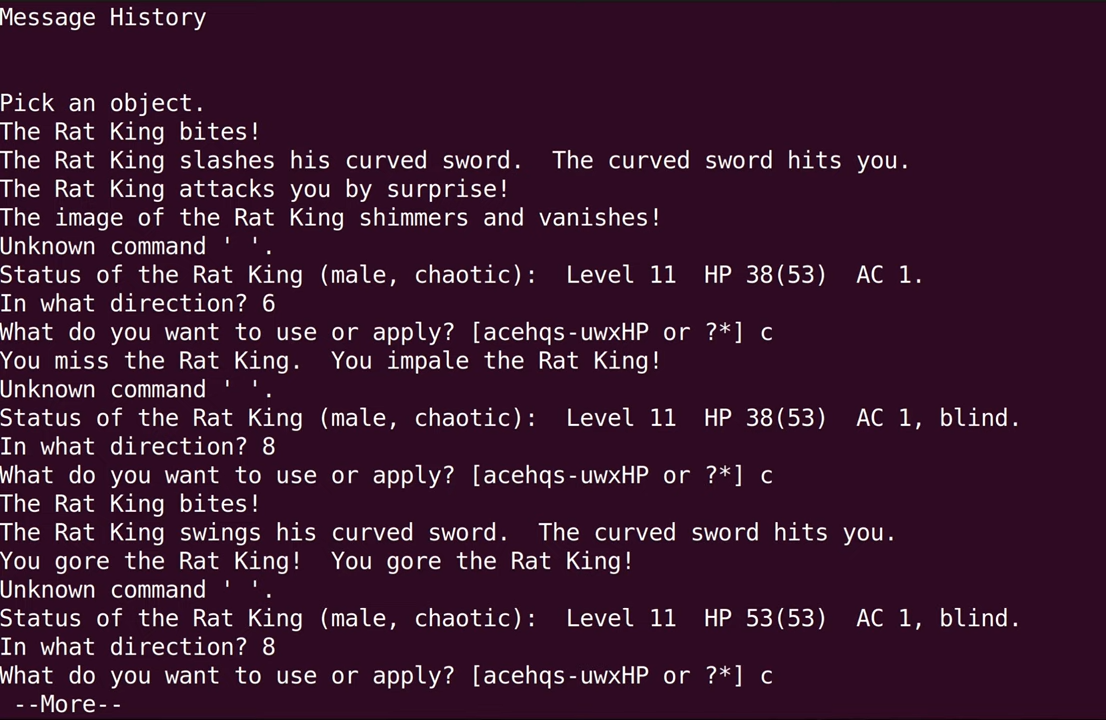 Message History
Pick an object.
The Rat King bites!
The Rat King slashes his curved sword.  The curved sword hits you.
The Rat King attacks you by surprise!
The image of the Rat King shimmers and vanishes!
Unknown command ' '.
Status of the Rat King (male, chaotic):  Level 11  HP 38(53)  AC 1.
In what direction? 6
What do you want to use or apply? [acehqs-uwxHP or ?*] c
You miss the Rat King.  You impale the Rat King!
Unknown command ' '.
Status of the Rat King (male, chaotic):  Level 11  HP 38(53)  AC 1, blind.
In what direction? 8
What do you want to use or apply? [acehqs-uwxHP or ?*] c
The Rat King bites!
The Rat King swings his curved sword.  The curved sword hits you.
You gore the Rat King!  You gore the Rat King!
Unknown command ' '.
Status of the Rat King (male, chaotic):  Level 11  HP 53(53)  AC 1, blind.
In what direction? 8
What do you want to use or apply? [acehqs-uwxHP or ?*] c
--More--